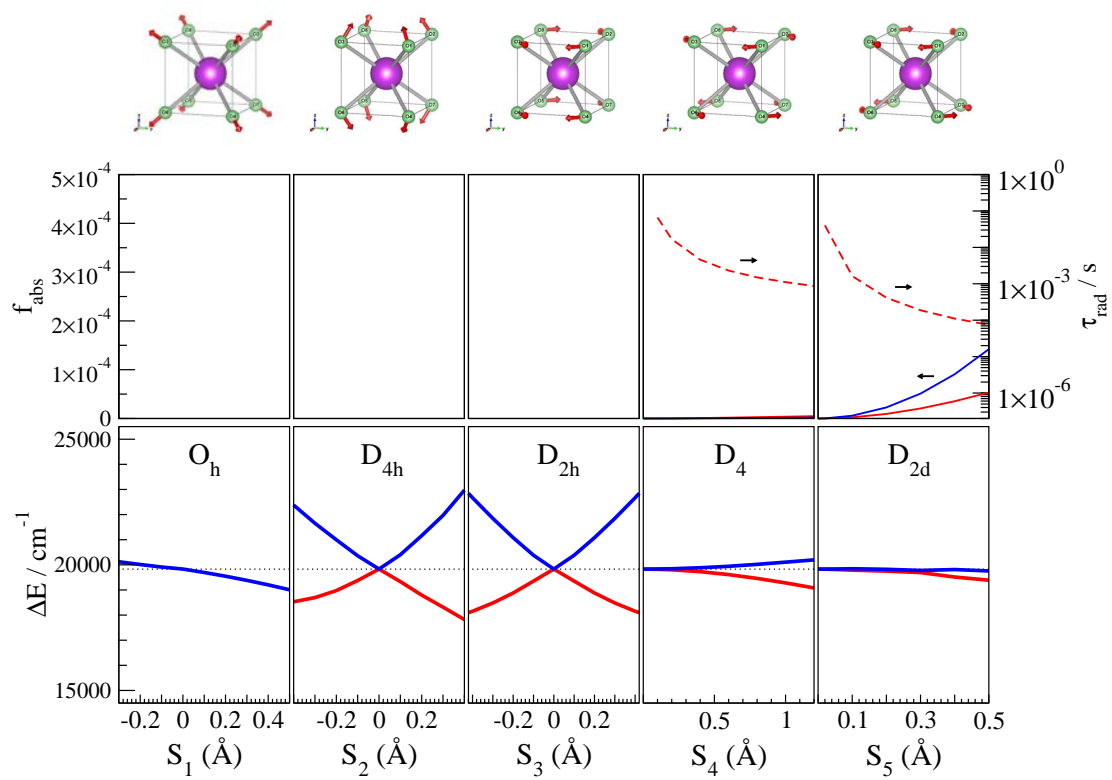 5×10⁻⁴
4×10⁻⁴
3×10⁻⁴
2×10⁻⁴
1×10⁻⁴
0
f_abs
1×10⁰
1×10⁻³
1×10⁻⁶
τ_rad / s
25000
20000
15000
ΔE / cm⁻¹
O_h
D_4h
D_2h
D_4
D_2d
-0.2 0 0.2 0.4
-0.2 0 0.2
-0.2 0 0.2
0.5 1
0.1 0.3 0.5
S_1 (Å)
S_2 (Å)
S_3 (Å)
S_4 (Å)
S_5 (Å)